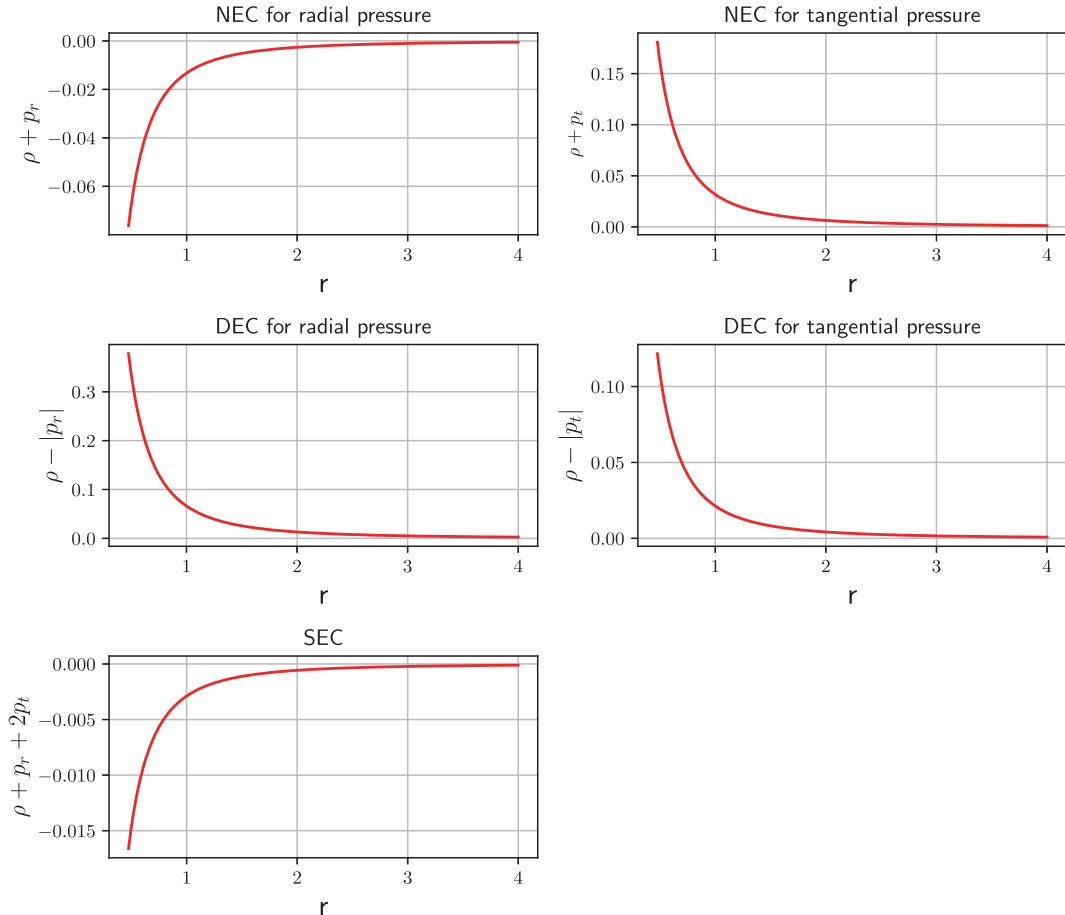 NEC for radial pressure
0.00
−0.02
−0.04
−0.06
ρ + p_r
1 2 3 4
r
NEC for tangential pressure
0.15
0.10
0.05
0.00
ρ + p_t
1 2 3 4
r
DEC for radial pressure
0.3
0.2
0.1
0.0
ρ − |p_r|
1 2 3 4
r
DEC for tangential pressure
0.10
0.05
0.00
ρ − |p_t|
1 2 3 4
r
SEC
0.000
−0.005
−0.010
−0.015
ρ + p_r + 2p_t
1 2 3 4
r